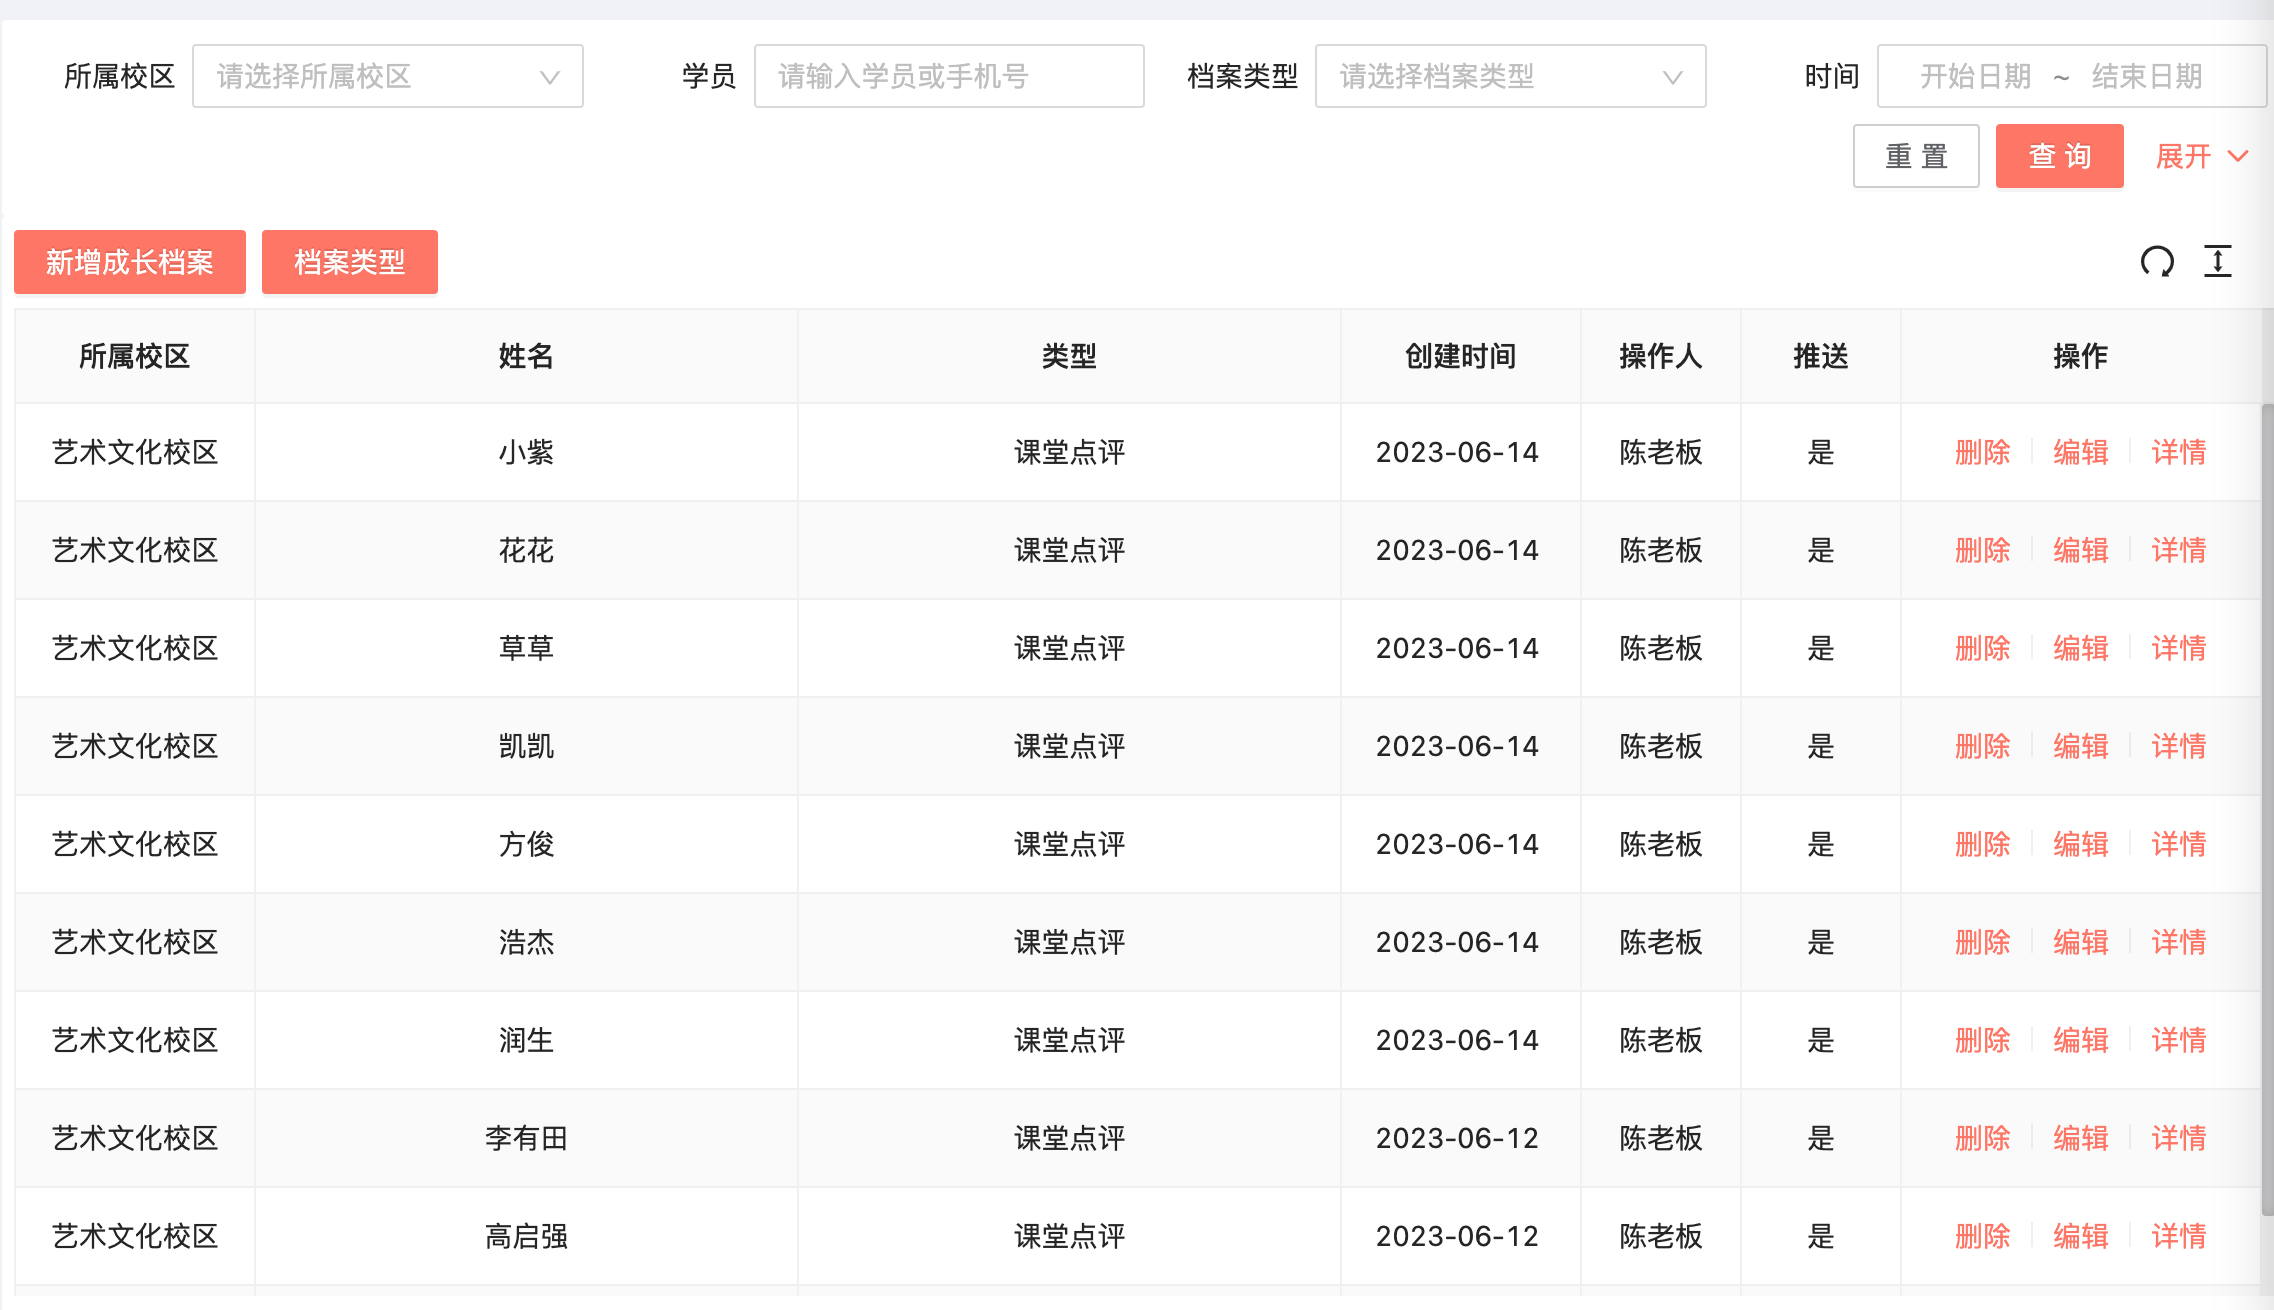 所属校区 请选择所属校区 学员 请输入学员或手机号 档案类型 请选择档案类型 时间 开始日期 ~ 结束日期
重 置 查 询 展开
新增成长档案 档案类型
所属校区 姓名 类型 创建时间 操作人 推送 操作
艺术文化校区 小紫 课堂点评 2023-06-14 陈老板 是 删除 编辑 详情
艺术文化校区 花花 课堂点评 2023-06-14 陈老板 是 删除 编辑 详情
艺术文化校区 草草 课堂点评 2023-06-14 陈老板 是 删除 编辑 详情
艺术文化校区 凯凯 课堂点评 2023-06-14 陈老板 是 删除 编辑 详情
艺术文化校区 方俊 课堂点评 2023-06-14 陈老板 是 删除 编辑 详情
艺术文化校区 浩杰 课堂点评 2023-06-14 陈老板 是 删除 编辑 详情
艺术文化校区 润生 课堂点评 2023-06-14 陈老板 是 删除 编辑 详情
艺术文化校区 李有田 课堂点评 2023-06-12 陈老板 是 删除 编辑 详情
艺术文化校区 高启强 课堂点评 2023-06-12 陈老板 是 删除 编辑 详情